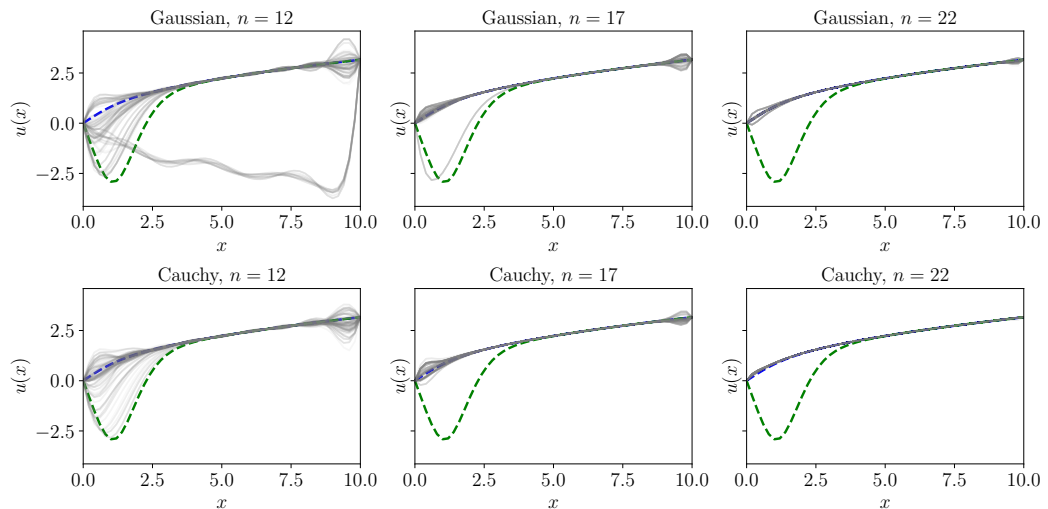 Gaussian, n = 12
Gaussian, n = 17
Gaussian, n = 22
u(x)
2.5
0.0
−2.5
0.0 2.5 5.0 7.5 10.0
x
u(x)
0.0 2.5 5.0 7.5 10.0
x
u(x)
0.0 2.5 5.0 7.5 10.0
x
Cauchy, n = 12
Cauchy, n = 17
Cauchy, n = 22
u(x)
2.5
0.0
−2.5
0.0 2.5 5.0 7.5 10.0
x
u(x)
0.0 2.5 5.0 7.5 10.0
x
u(x)
0.0 2.5 5.0 7.5 10.0
x